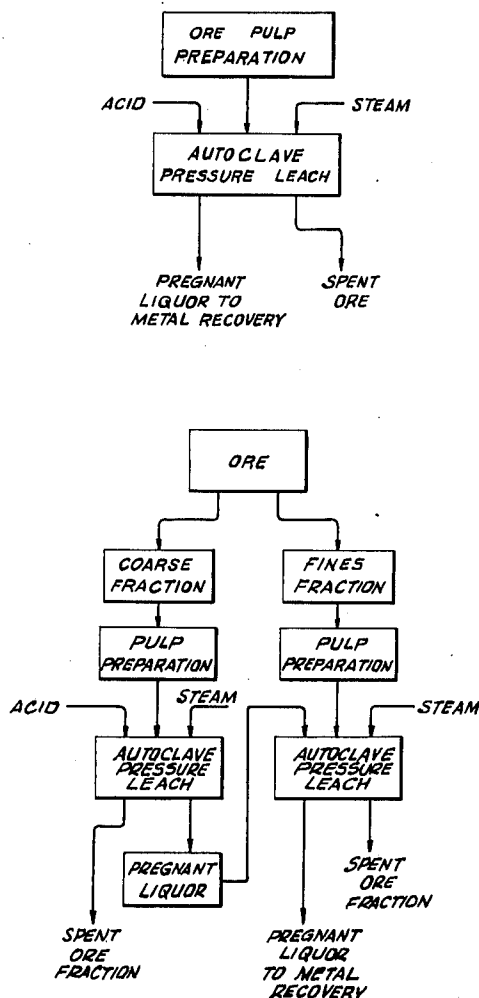 ORE PULP
PREPARATION
ACID
STEAM
AUTOCLAVE
PRESSURE LEACH
PREGNANT
LIQUOR TO
METAL RECOVERY
SPENT
ORE
ORE
COARSE
FRACTION
FINES
FRACTION
PULP
PREPARATION
PULP
PREPARATION
ACID
STEAM
STEAM
AUTOCLAVE
PRESSURE
LEACH
AUTOCLAVE
PRESSURE
LEACH
PREGNANT
LIQUOR
SPENT
ORE
FRACTION
SPENT
ORE
FRACTION
PREGNANT
LIQUOR
TO METAL
RECOVERY